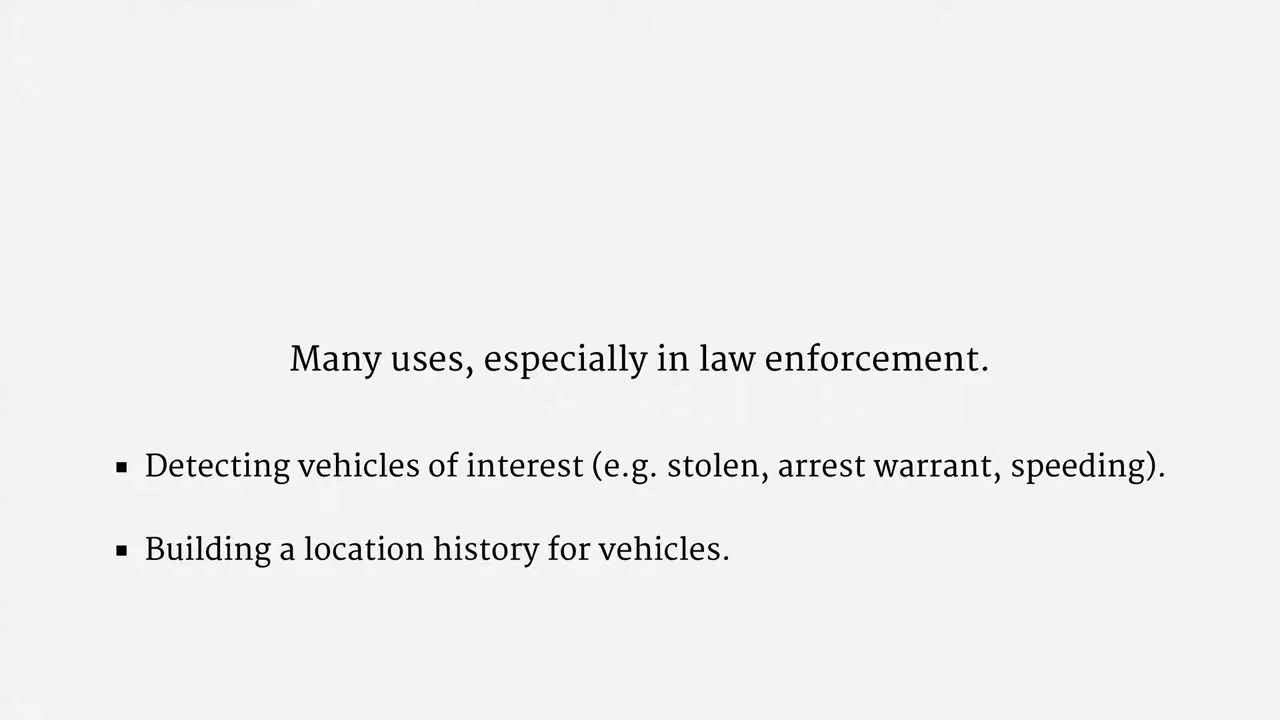 Many uses, especially in law enforcement.
▪ Detecting vehicles of interest (e.g. stolen, arrest warrant, speeding).
▪ Building a location history for vehicles.